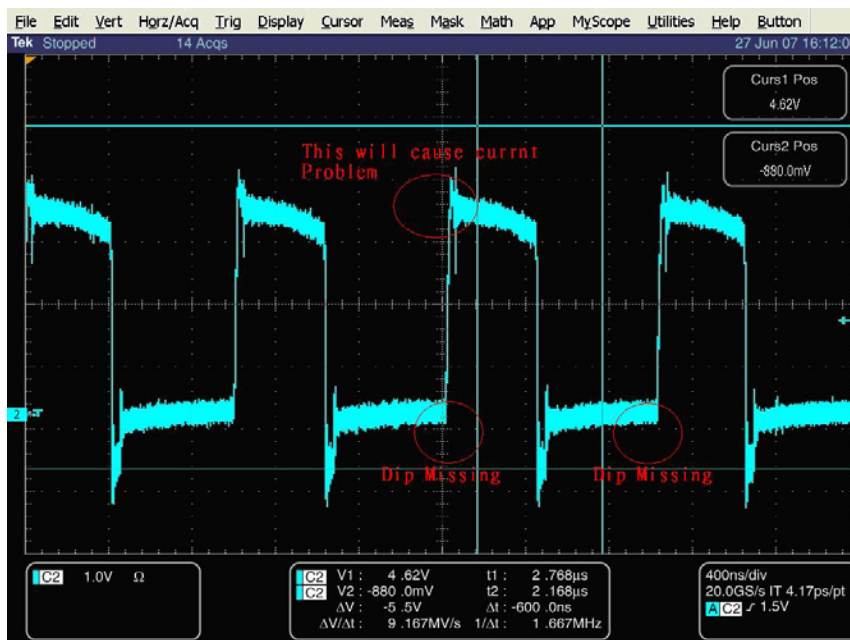 File Edit Vert Horz/Acq Trig Display Cursor Meas Mask Math App MyScope Utilities Help Button
Tek Stopped 14 Acqs 27 Jun 07 16:12:0
Curs1 Pos
4.62V
Curs2 Pos
-880.0mV
This will cause currnt
Problem
2
Dip Missing Dip Missing
C2 1.0V Ω
C2 V1 : 4 .62V t1 : 2 .768µs
C2 V2 : -880 .0mV t2 : 2 .168µs
ΔV : -5 .5V Δt : -600 .0ns
ΔV/Δt : 9 .167MV/s 1/Δt : 1 .667MHz
400ns/div
20.0GS/s IT 4.17ps/pt
A C2 ʃ 1.5V